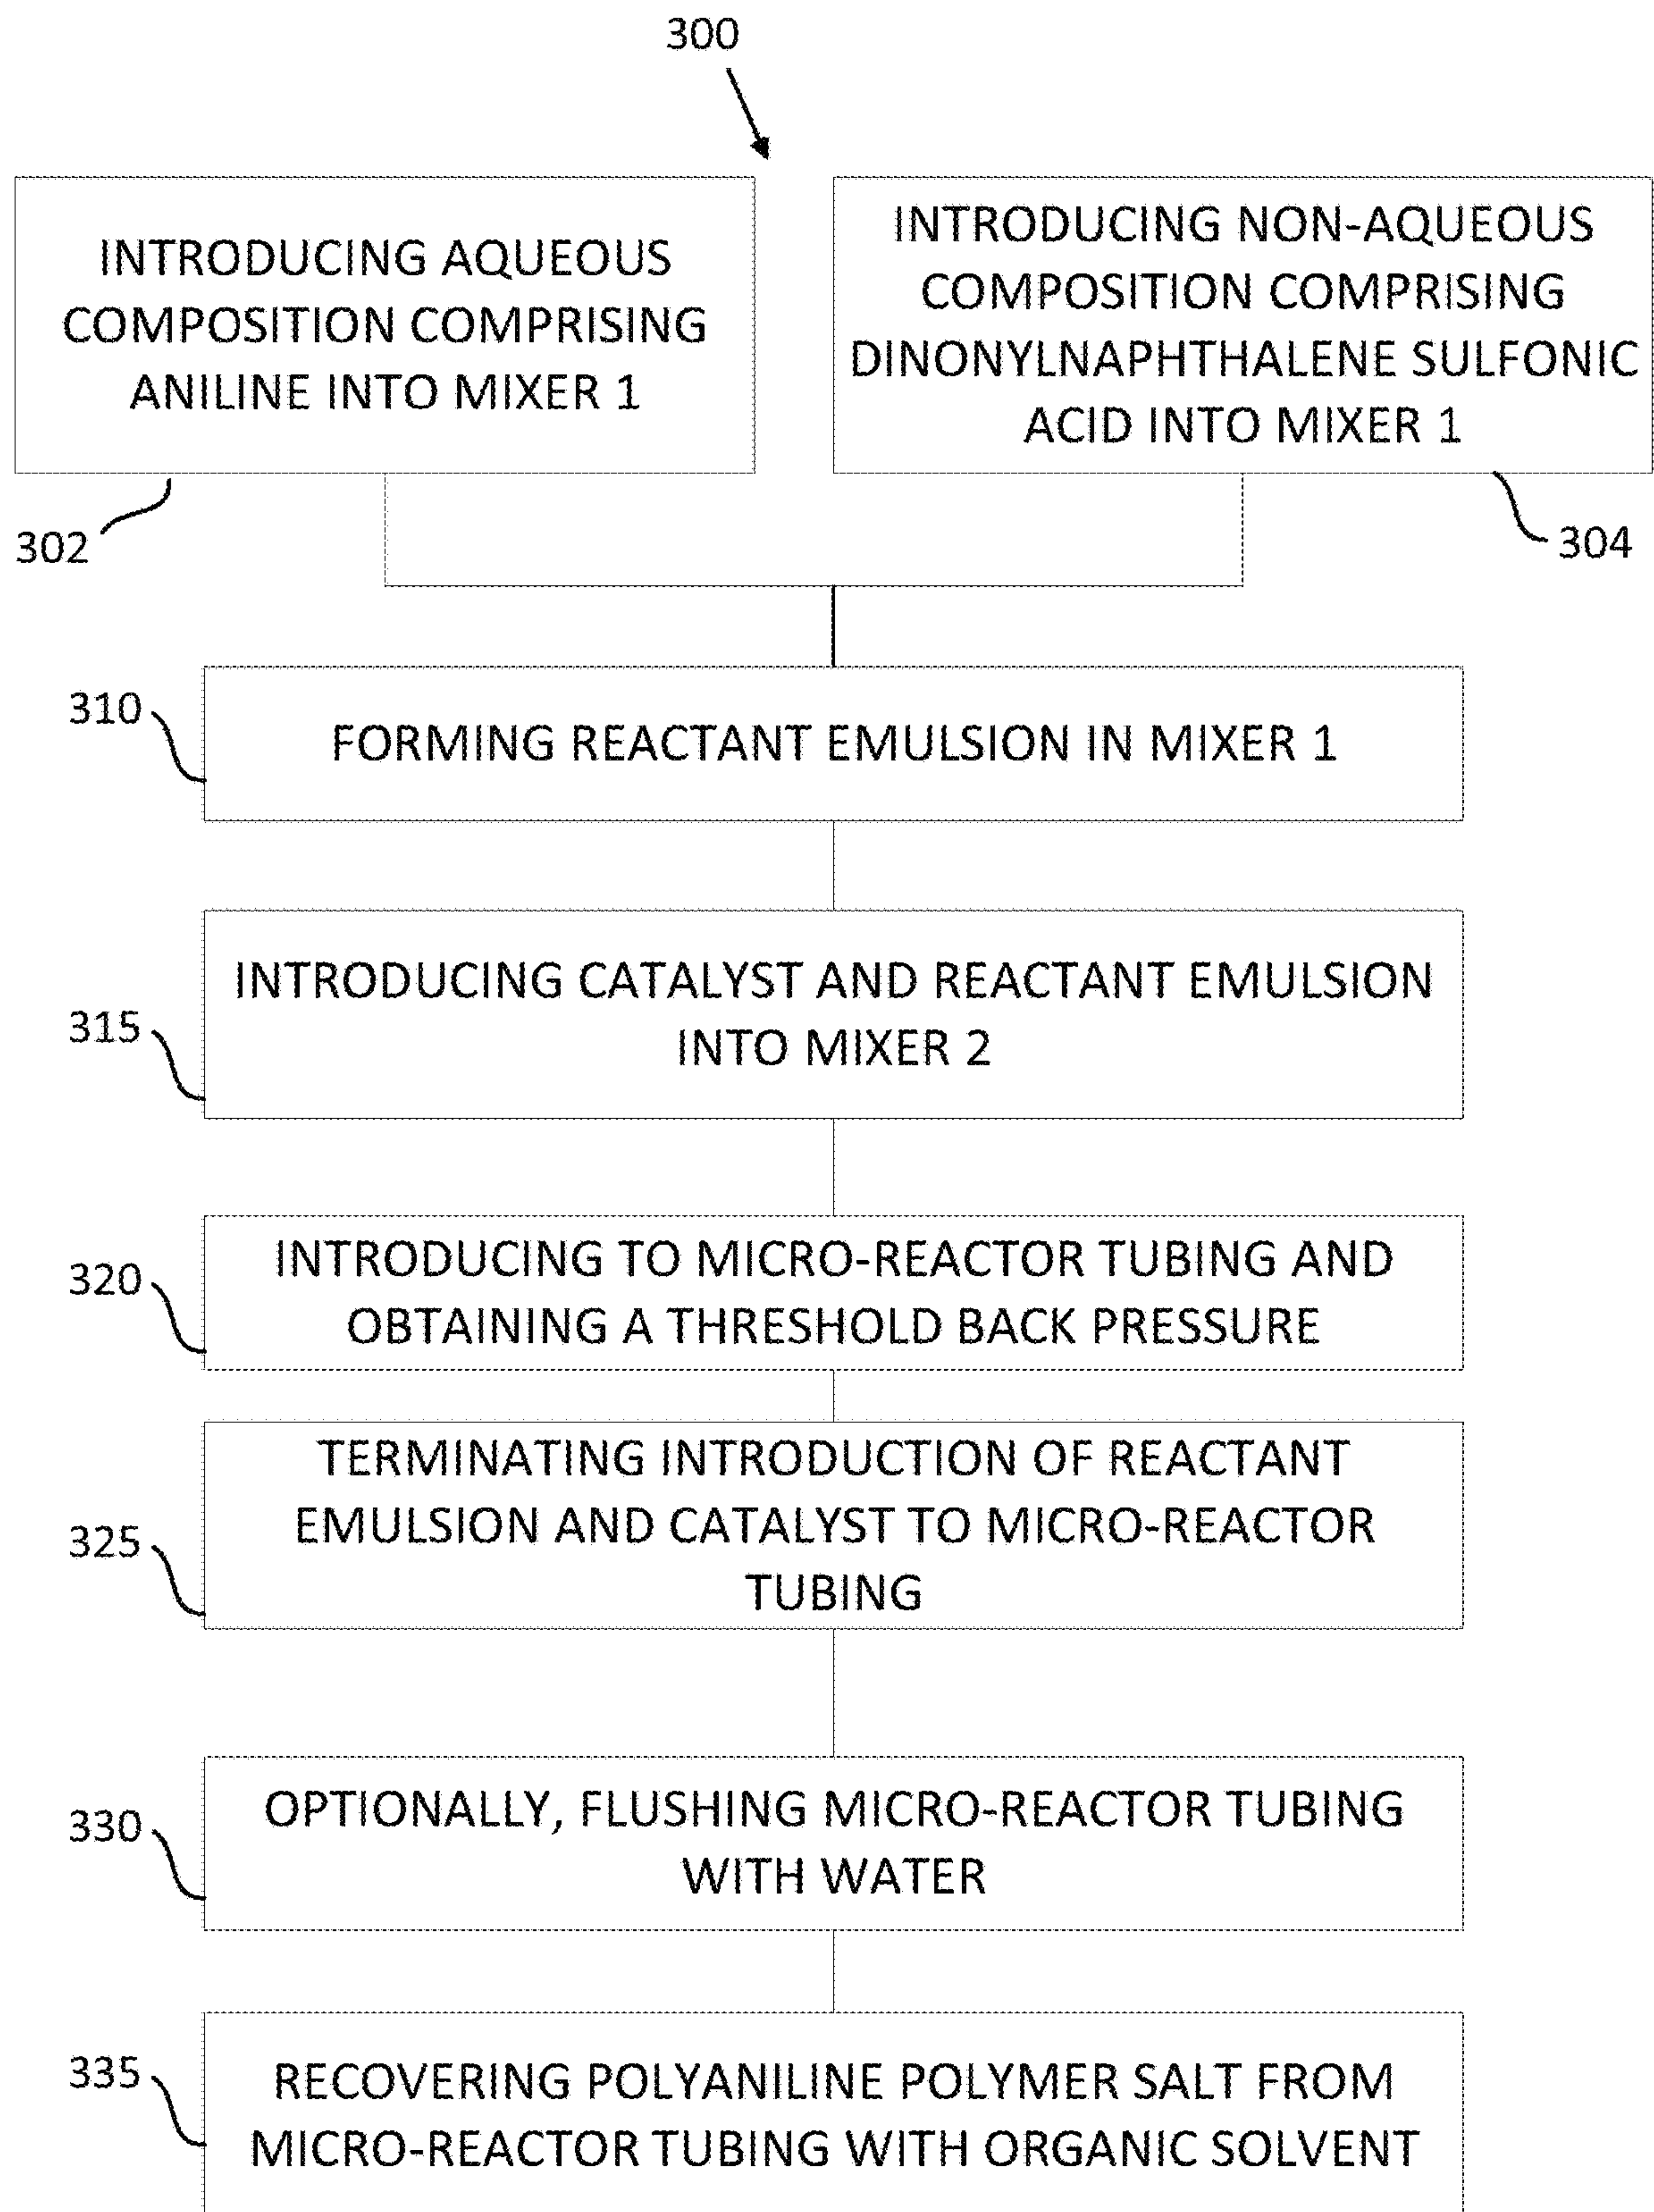 300
INTRODUCING AQUEOUS
COMPOSITION COMPRISING
ANILINE INTO MIXER 1
302
INTRODUCING NON-AQUEOUS
COMPOSITION COMPRISING
DINONYLNAPHTHALENE SULFONIC
ACID INTO MIXER 1
304
310
FORMING REACTANT EMULSION IN MIXER 1
315
INTRODUCING CATALYST AND REACTANT EMULSION
INTO MIXER 2
320
INTRODUCING TO MICRO-REACTOR TUBING AND
OBTAINING A THRESHOLD BACK PRESSURE
325
TERMINATING INTRODUCTION OF REACTANT
EMULSION AND CATALYST TO MICRO-REACTOR
TUBING
330
OPTIONALLY, FLUSHING MICRO-REACTOR TUBING
WITH WATER
335
RECOVERING POLYANILINE POLYMER SALT FROM
MICRO-REACTOR TUBING WITH ORGANIC SOLVENT